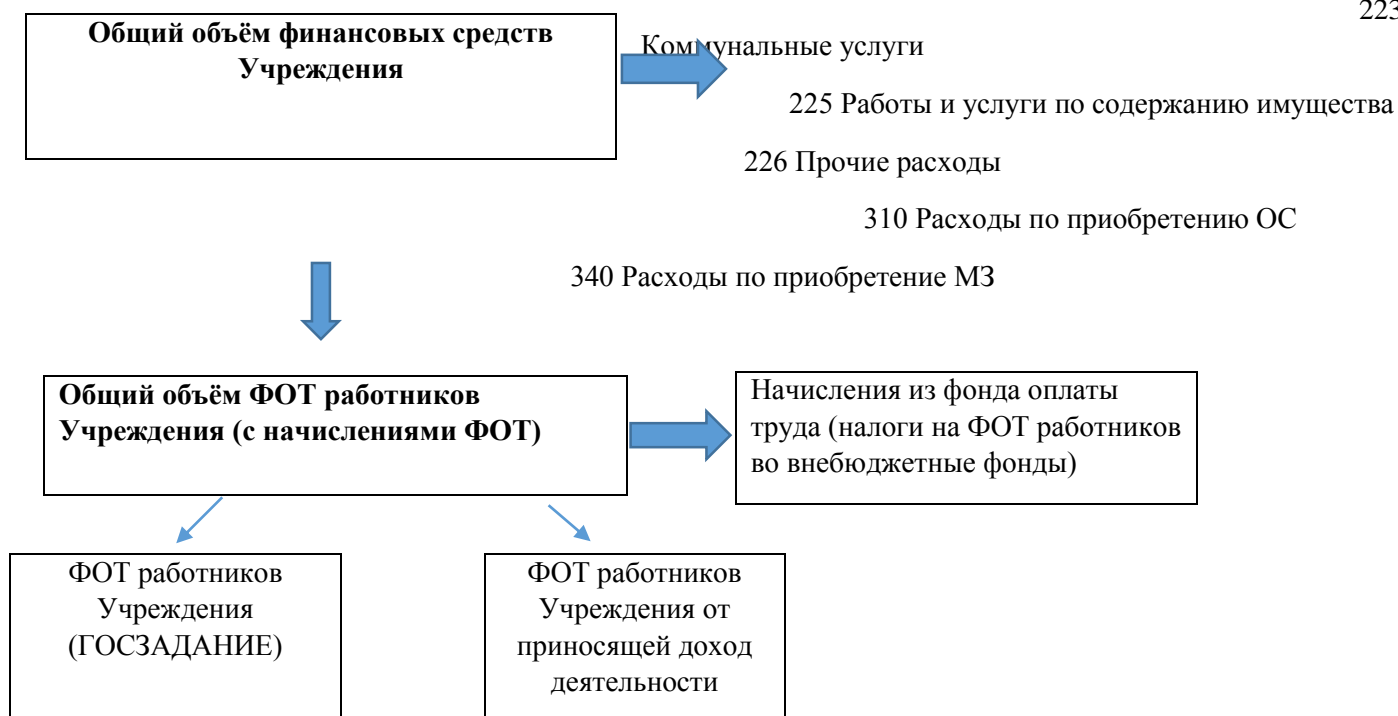 223
Общий объём финансовых средств
Учреждения
Коммунальные услуги
225 Работы и услуги по содержанию имущества
226 Прочие расходы
310 Расходы по приобретению ОС
340 Расходы по приобретение МЗ
Общий объём ФОТ работников
Учреждения (с начислениями ФОТ)
Начисления из фонда оплаты
труда (налоги на ФОТ работников
во внебюджетные фонды)
ФОТ работников
Учреждения
(ГОСЗАДАНИЕ)
ФОТ работников
Учреждения от
приносящей доход
деятельности